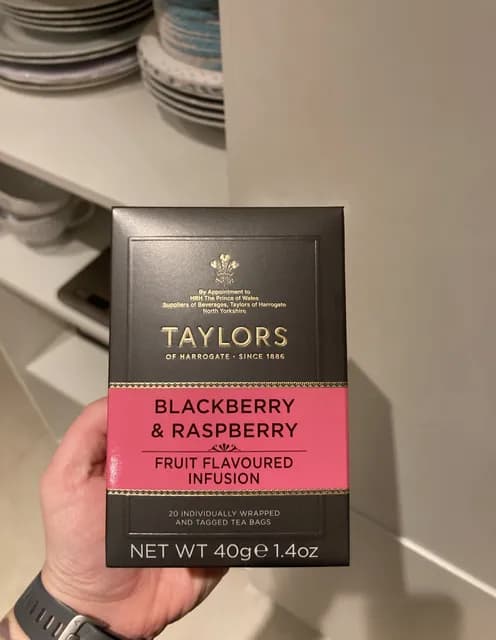 By Appointment to
HRH The Prince of Wales
Suppliers of Beverages, Taylors of Harrogate
North Yorkshire
TAYLORS
OF HARROGATE · SINCE 1886
BLACKBERRY
& RASPBERRY
FRUIT FLAVOURED
INFUSION
20 INDIVIDUALLY WRAPPED
AND TAGGED TEA BAGS
NET WT 40g℮ 1.4oz